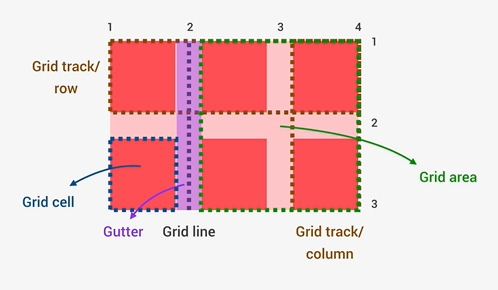 1 2 3 4
1
Grid track/
row
2
Grid area
Grid cell
3
Gutter
Grid line
Grid track/
column